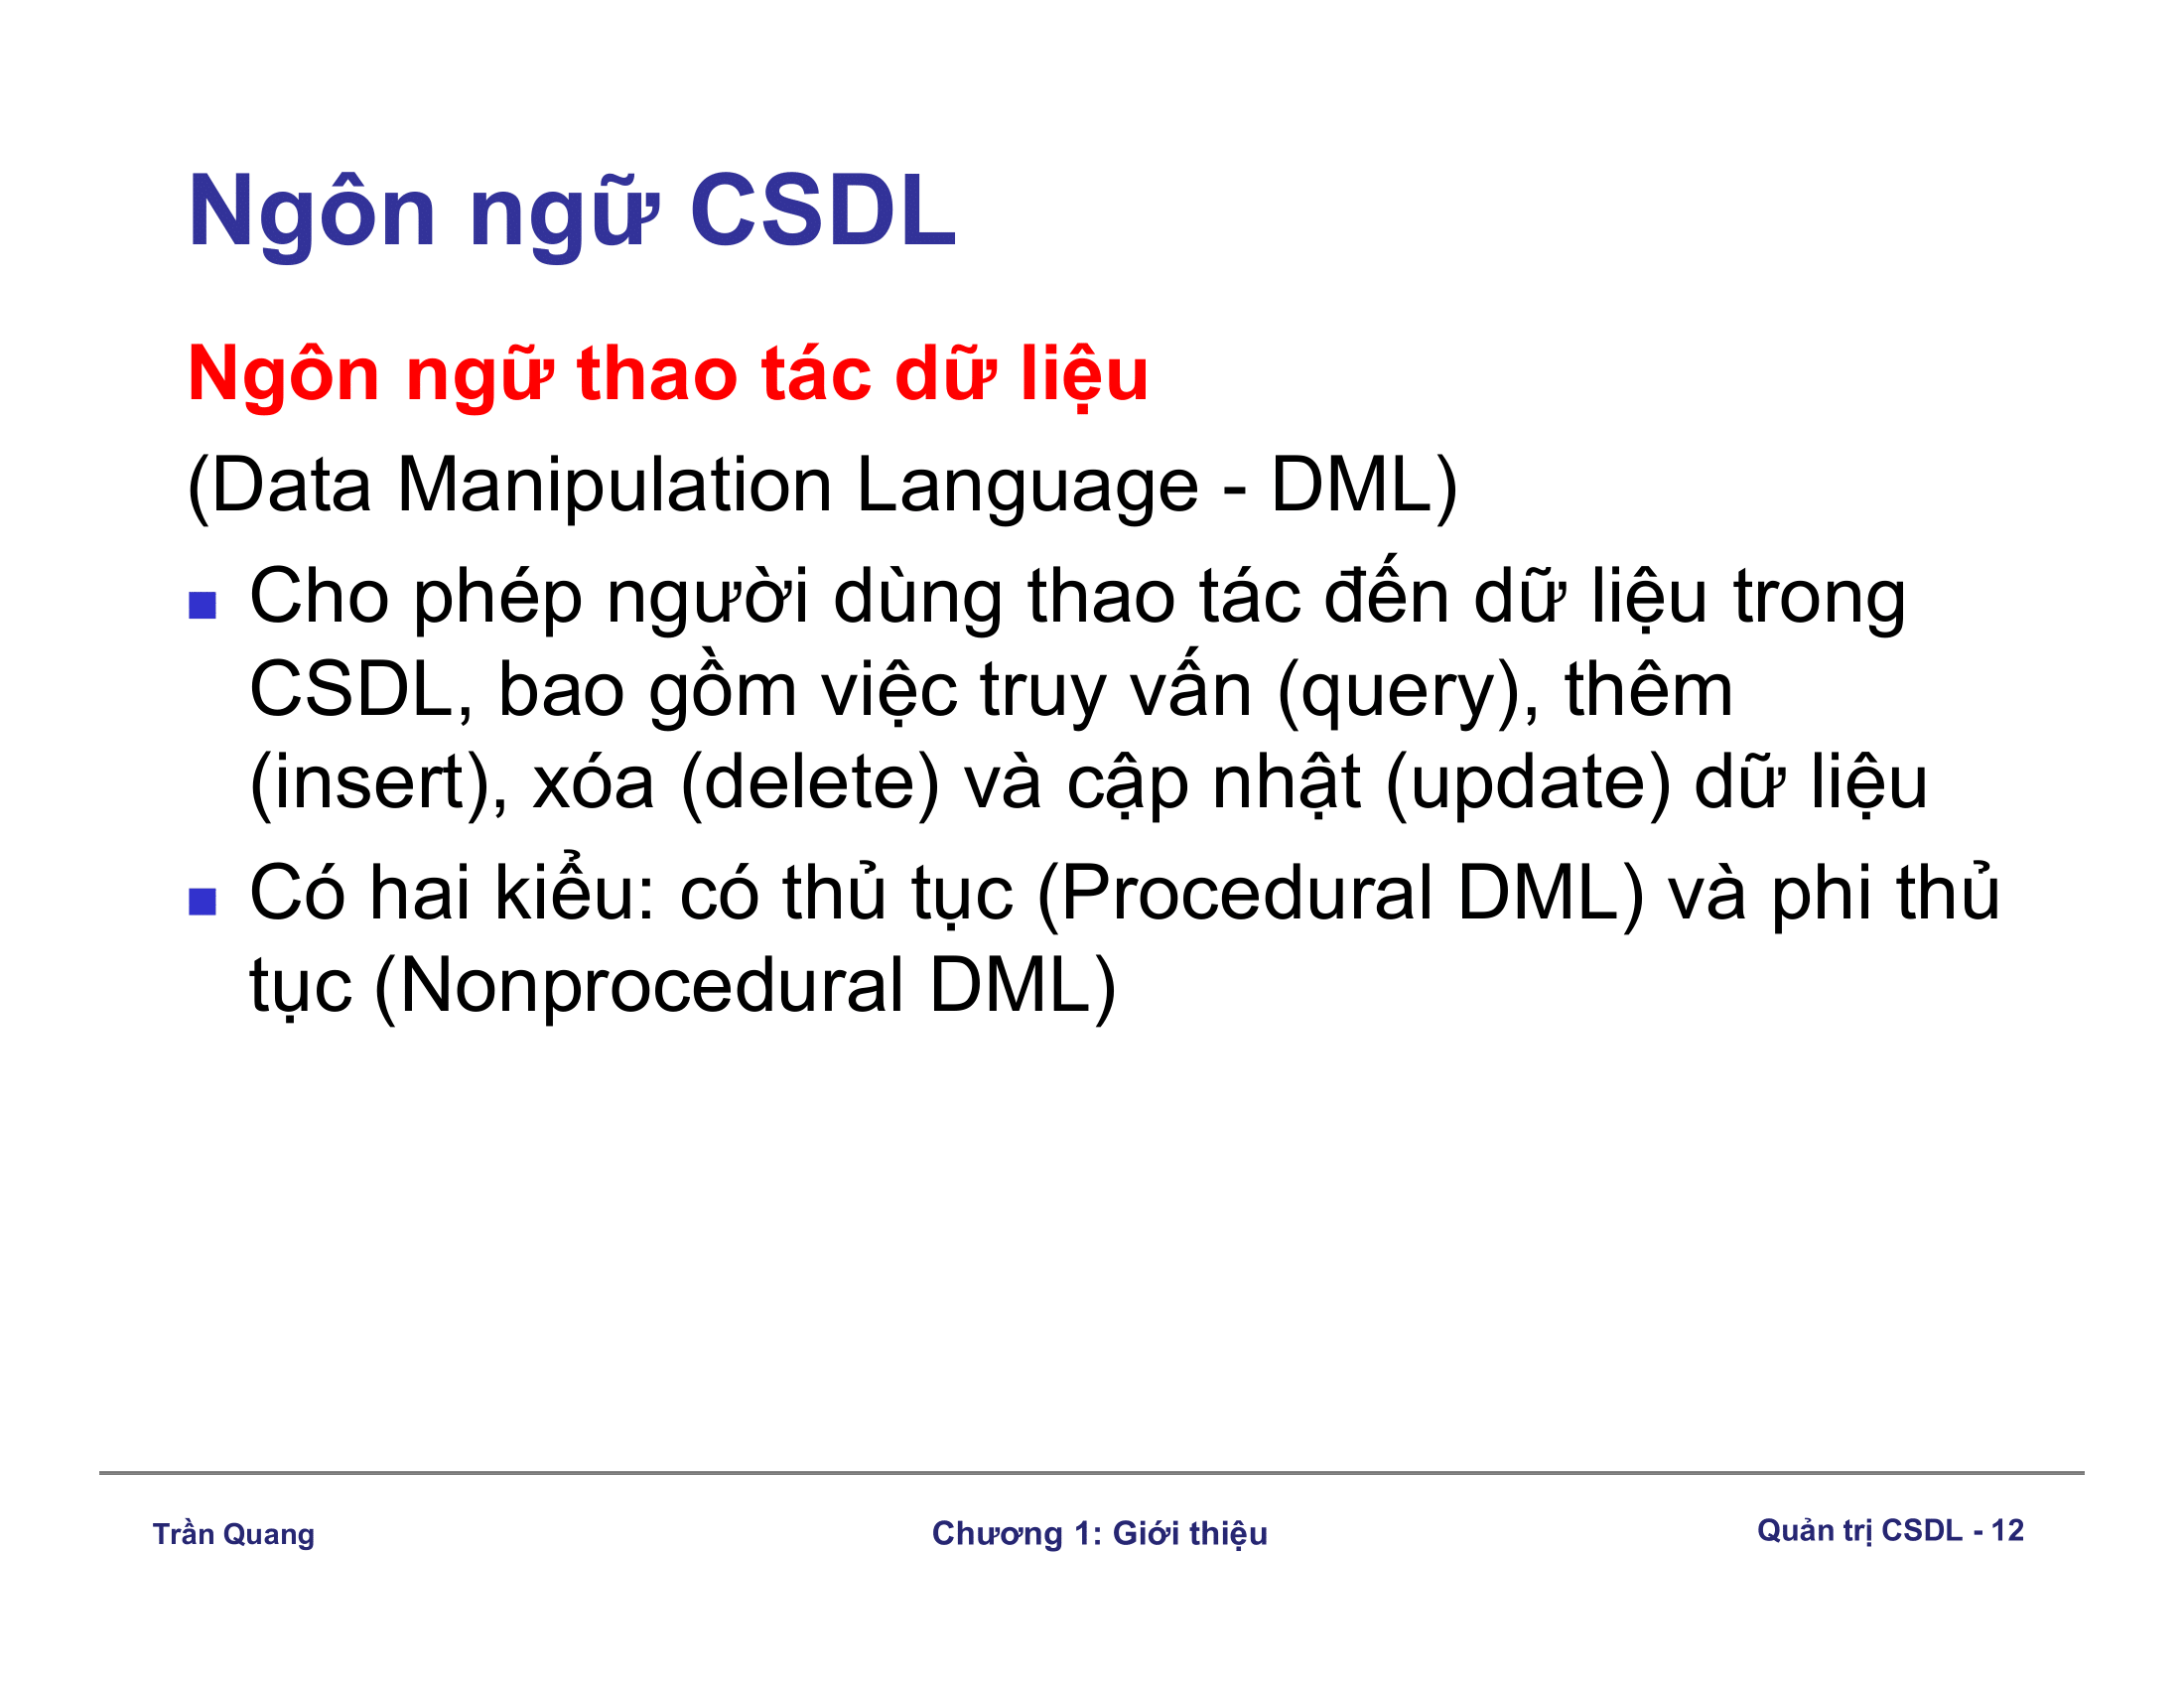 Ngôn ngữ CSDL
Ngôn ngữ thao tác dữ liệu
(Data Manipulation Language - DML)
Cho phép người dùng thao tác đến dữ liệu trong
CSDL, bao gồm việc truy vấn (query), thêm
(insert), xóa (delete) và cập nhật (update) dữ liệu
Có hai kiểu: có thủ tục (Procedural DML) và phi thủ
tục (Nonprocedural DML)
Trần Quang
Chương 1: Giới thiệu
Quản trị CSDL - 12